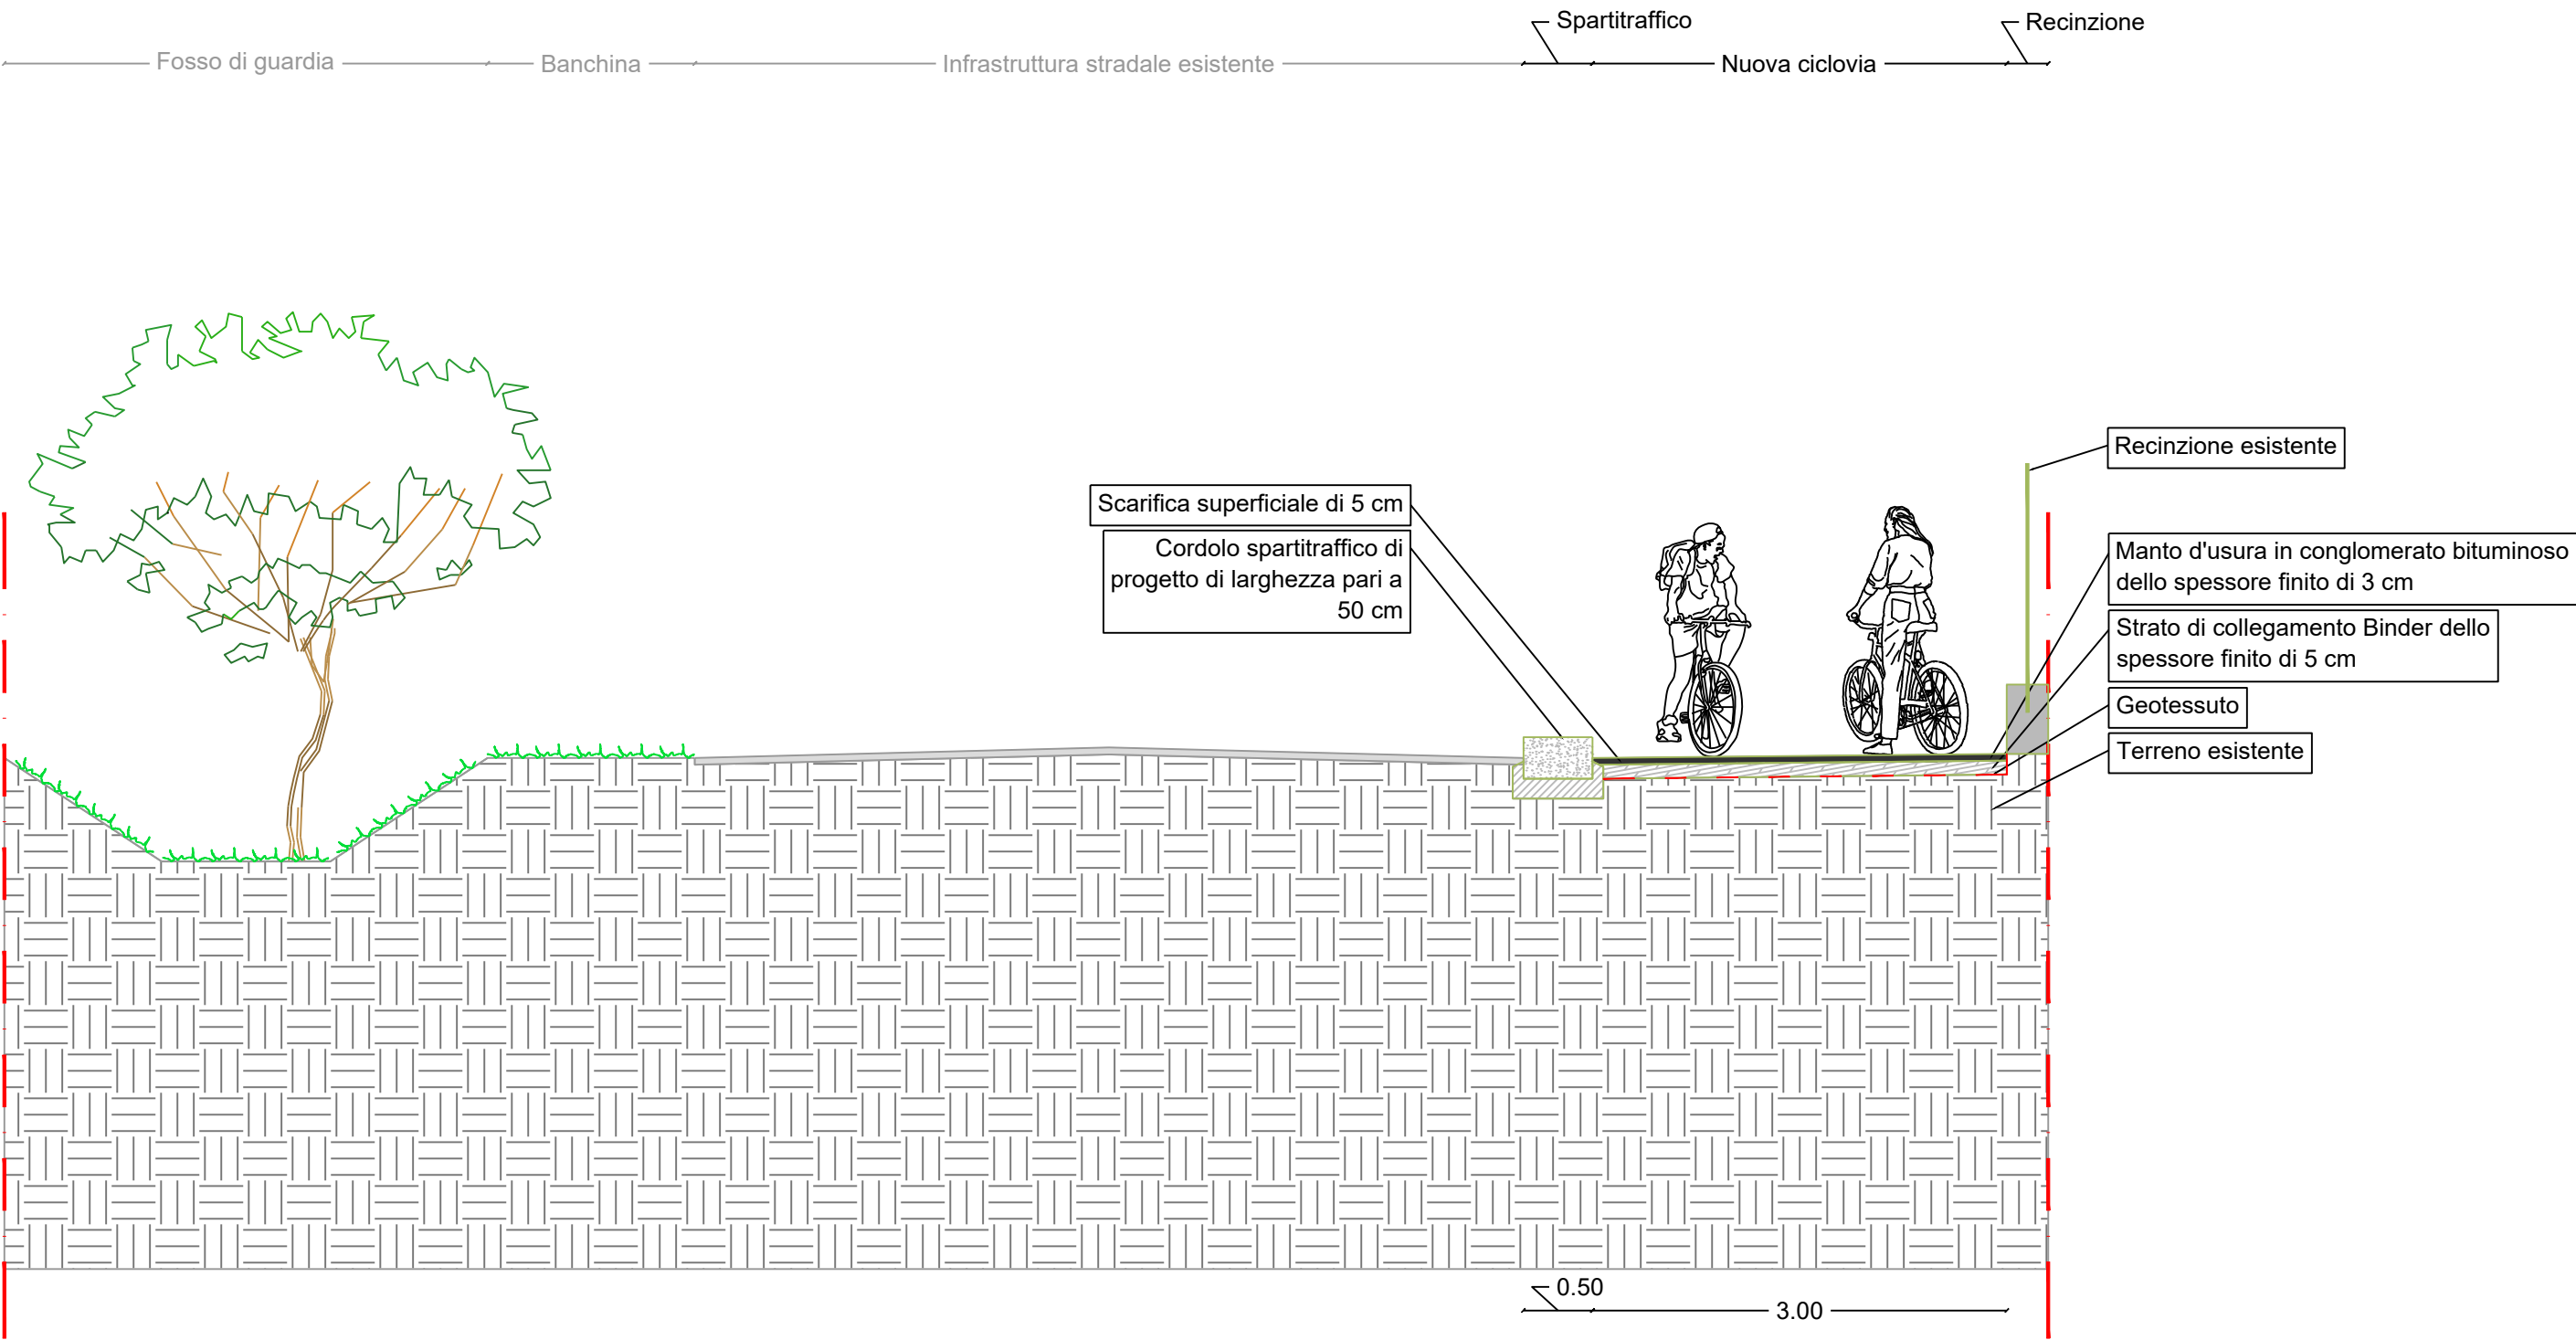 Spartitraffico
Recinzione
Fosso di guardia
Banchina
Infrastruttura stradale esistente
Nuova ciclovia
Recinzione esistente
Scarifica superficiale di 5 cm
Cordolo spartitraffico di
progetto di larghezza pari a
50 cm
Manto d'usura in conglomerato bituminoso
dello spessore finito di 3 cm
Strato di collegamento Binder dello
spessore finito di 5 cm
Geotessuto
Terreno esistente
0.50
3.00